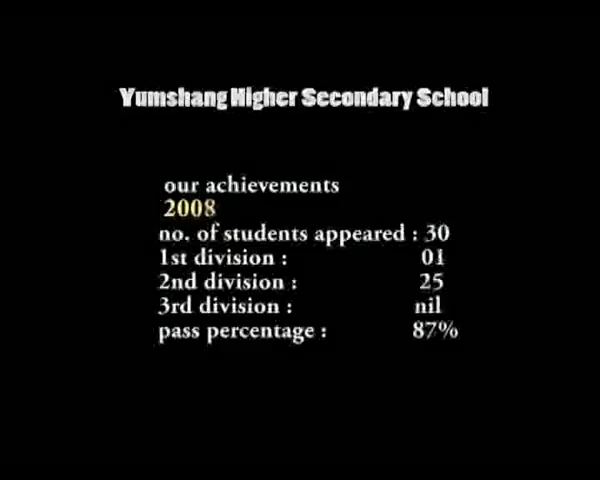 Yumshang Higher Secondary School
our achievements
2008
no. of students appeared : 30
1st division : 01
2nd division : 25
3rd division : nil
pass percentage : 87%